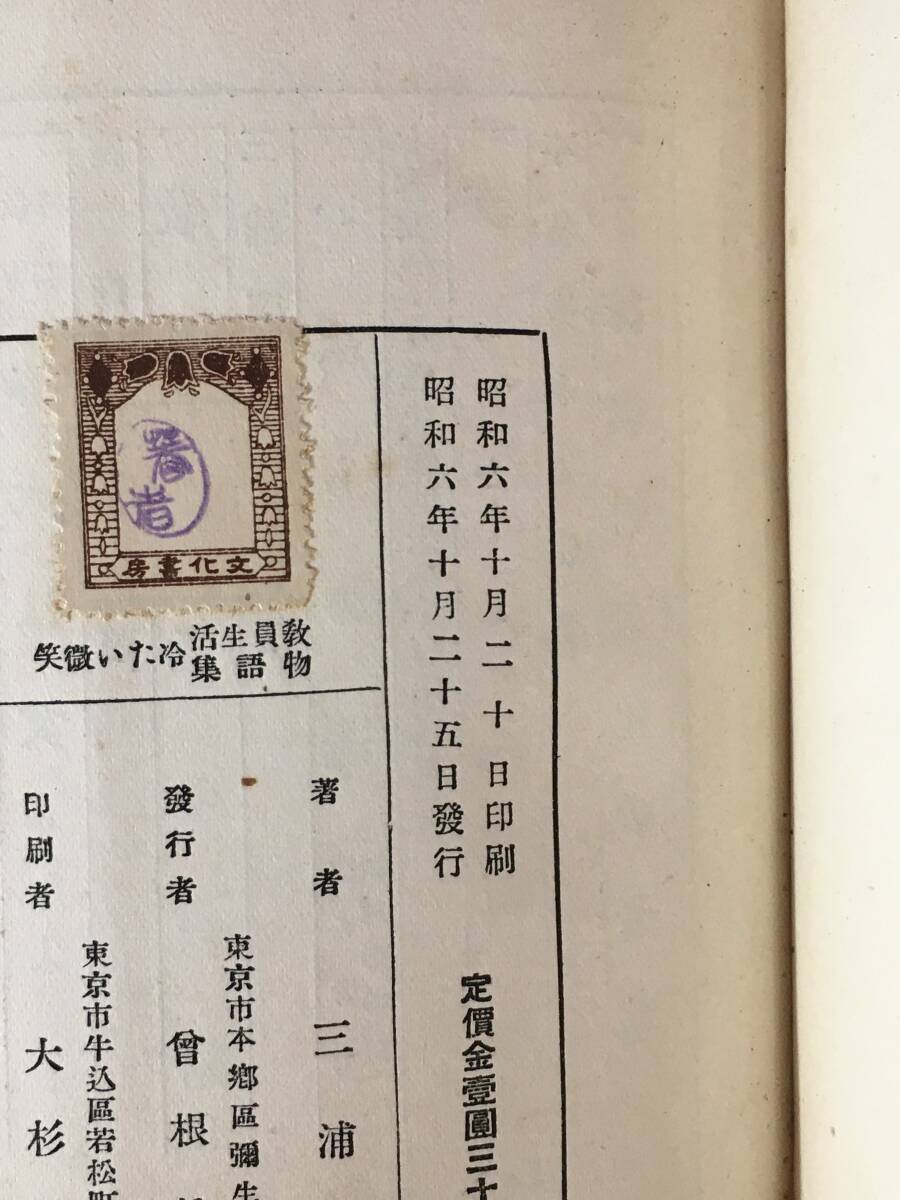 昭和六年十月二十日印刷
昭和六年十月二十五日發行
定價金壹圓三十
著者
文化書房
教員生活
物語集
冷たい微笑
著者 三浦
東京市本鄕區彌生
發行者 曾根
東京市牛込區若松町
印刷者 大杉